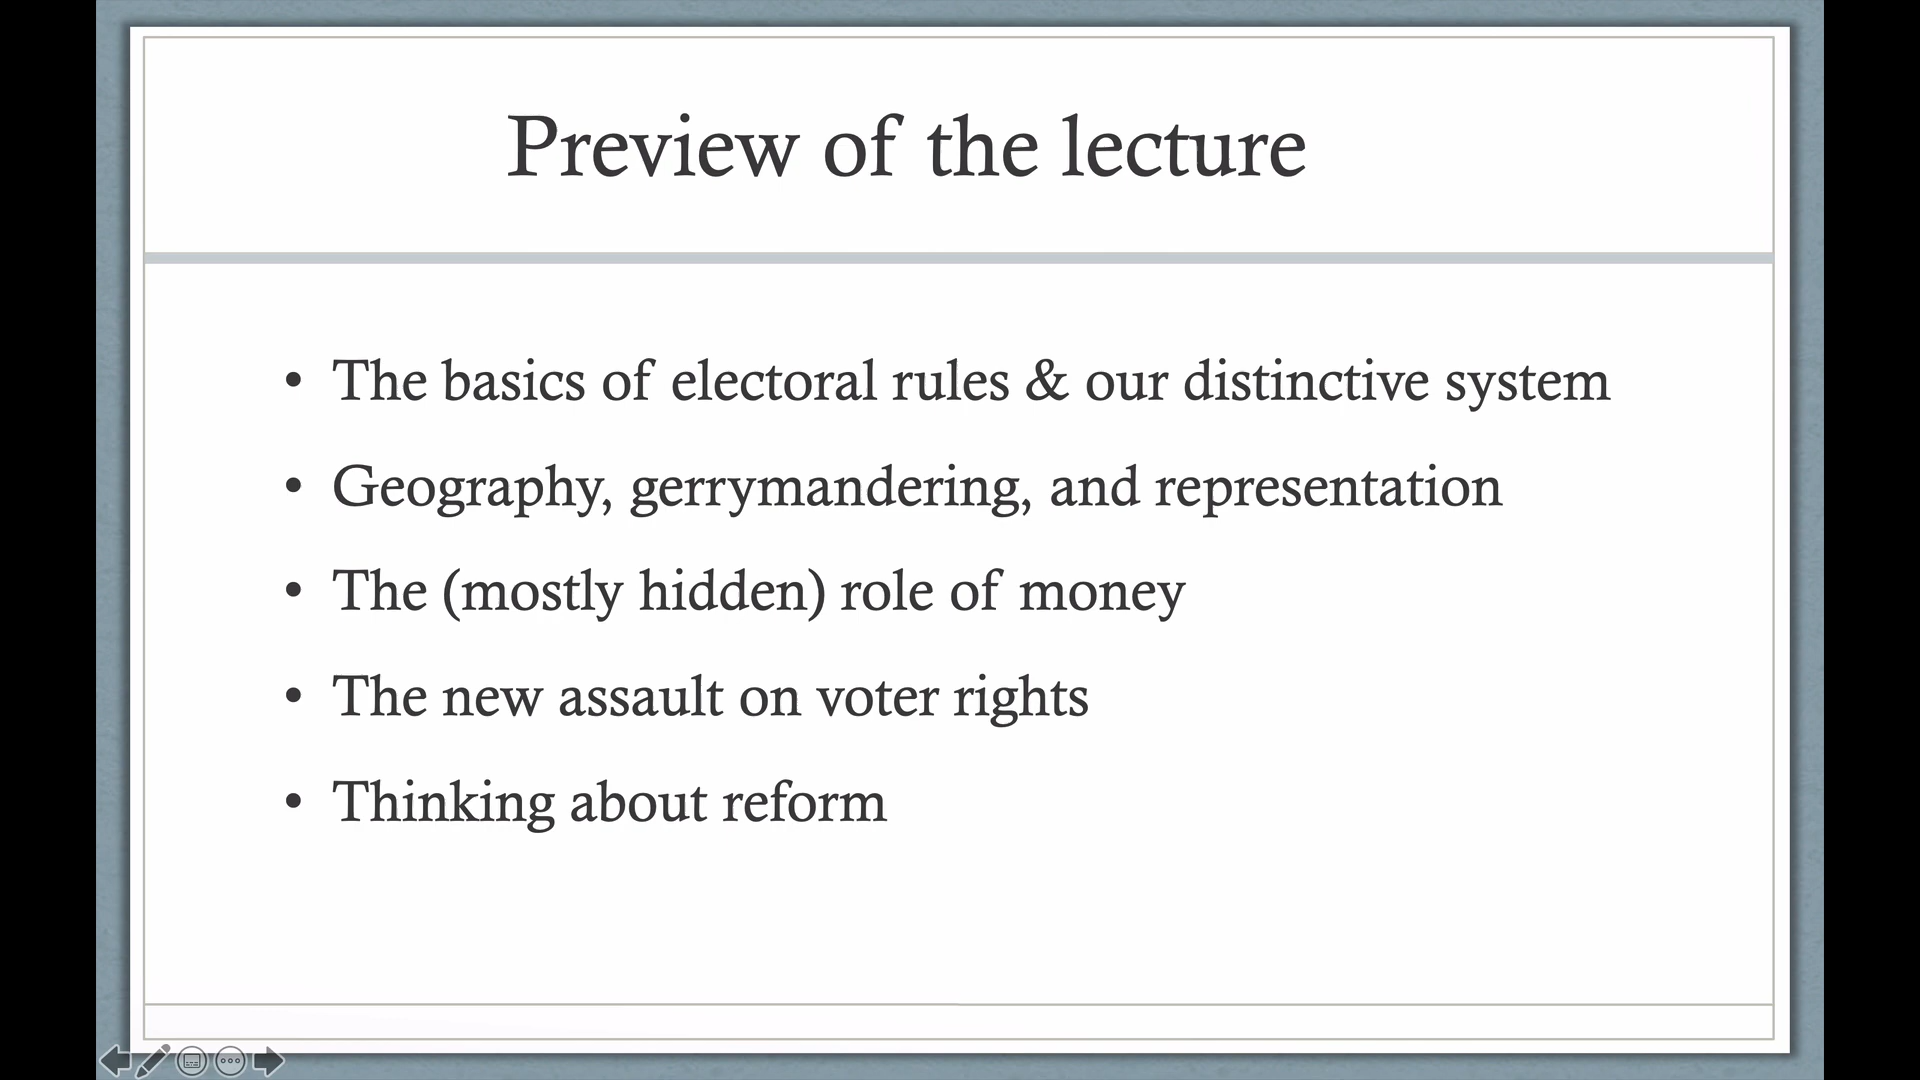 Preview of the lecture
• The basics of electoral rules & our distinctive system
• Geography, gerrymandering, and representation
• The (mostly hidden) role of money
• The new assault on voter rights
• Thinking about reform